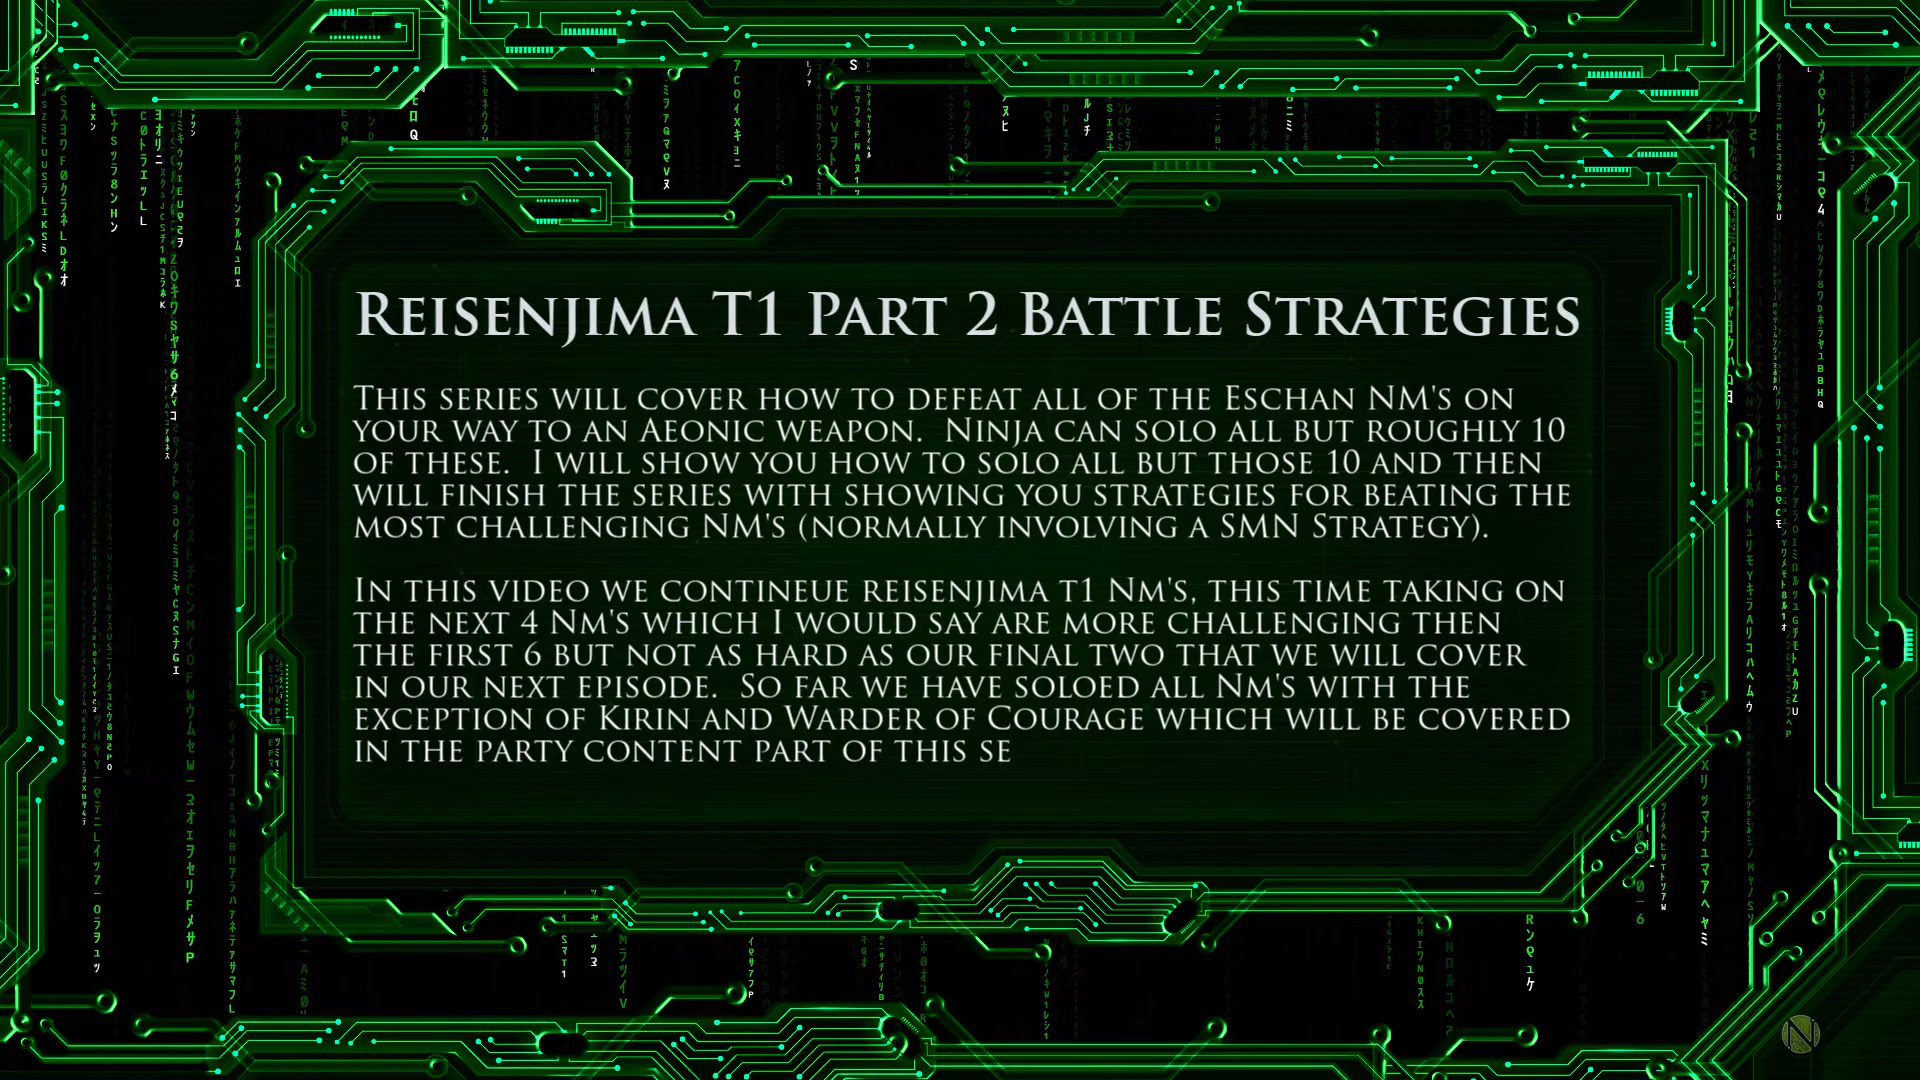 Reisenjima T1 Part 2 Battle Strategies
This series will cover how to defeat all of the Eschan NM's on
your way to an Aeonic weapon. Ninja can solo all but roughly 10
of these. I will show you how to solo all but those 10 and then
will finish the series with showing you strategies for beating the
most challenging NM's (normally involving a SMN Strategy).
In this video we contineue reisenjima t1 Nm's, this time taking on
the next 4 Nm's which I would say are more challenging then
the first 6 but not as hard as our final two that we will cover
in our next episode. So far we have soloed all Nm's with the
exception of Kirin and Warder of Courage which will be covered
in the party content part of this se